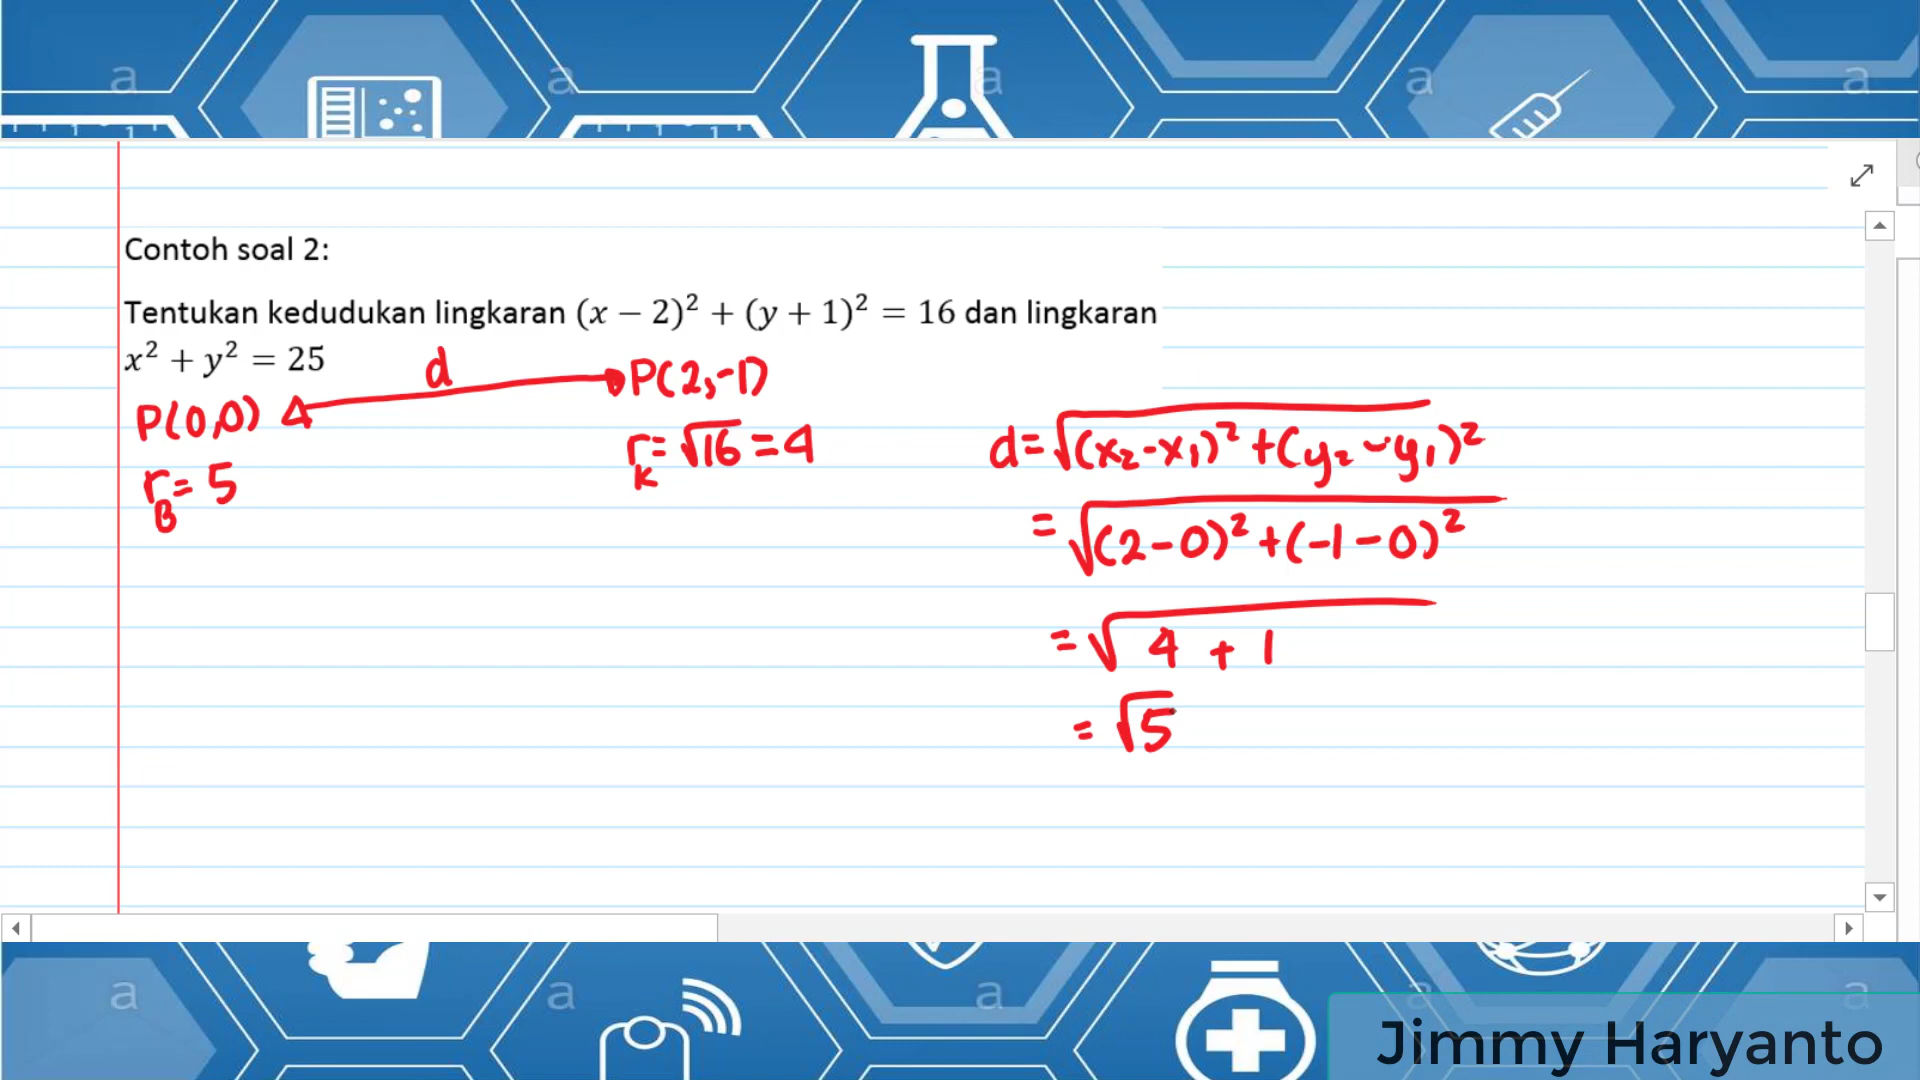 Contoh soal 2:
Tentukan kedudukan lingkaran (x − 2)² + (y + 1)² = 16 dan lingkaran
x² + y² = 25
d
P(0,0)
P(2,-1)
r_B = 5
r_K = √16 = 4
d = √(x₂-x₁)² + (y₂-y₁)²
= √(2-0)² + (-1-0)²
= √4 + 1
= √5
a a a a a
a a a a a
Jimmy Haryanto